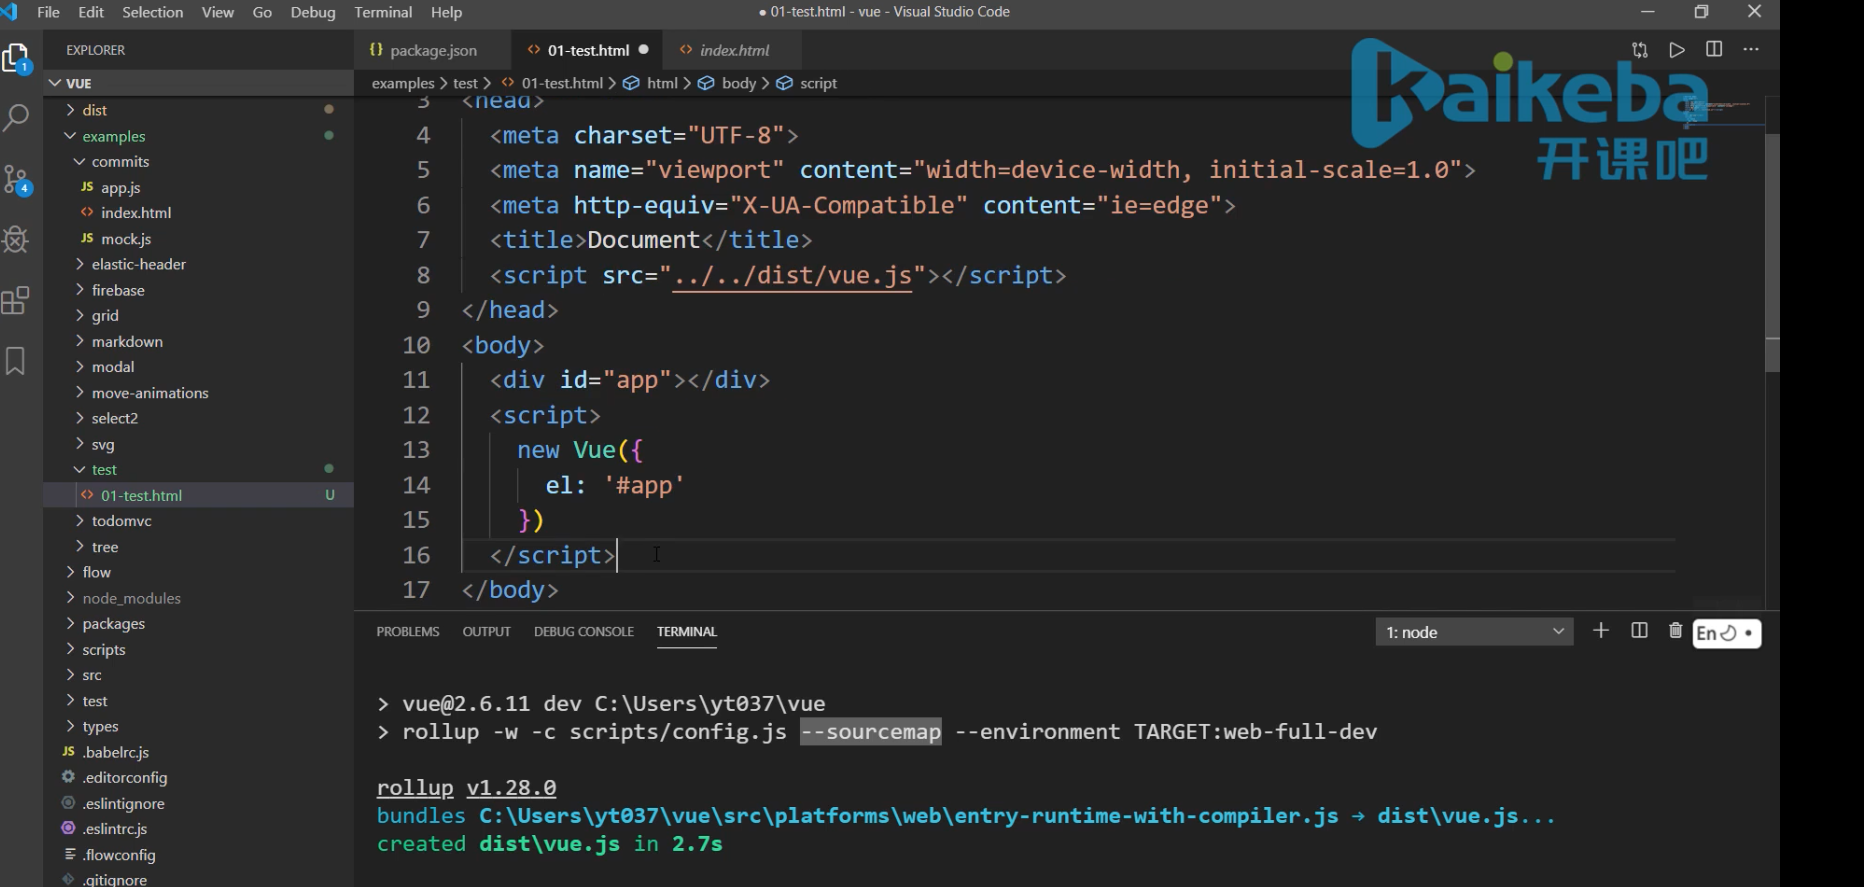 File Edit Selection View Go Debug Terminal Help
● 01-test.html - vue - Visual Studio Code
EXPLORER
VUE
dist
examples
commits
JS app.js
<> index.html
JS mock.js
elastic-header
firebase
grid
markdown
modal
move-animations
select2
svg
test
<> 01-test.html U
todomvc
tree
flow
node_modules
packages
scripts
src
test
types
JS .babelrc.js
.editorconfig
.eslintignore
.eslintrc.js
.flowconfig
.gitignore
1
4
{} package.json <> 01-test.html ● <> index.html
examples > test > <> 01-test.html > html > body > script
3 <head>
4 <meta charset="UTF-8">
5 <meta name="viewport" content="width=device-width, initial-scale=1.0">
6 <meta http-equiv="X-UA-Compatible" content="ie=edge">
7 <title>Document</title>
8 <script src="../../dist/vue.js"></script>
9 </head>
10 <body>
11 <div id="app"></div>
12 <script>
13 new Vue({
14 el: '#app'
15 })
16 </script>
17 </body>
Kaikeba
开课吧
PROBLEMS OUTPUT DEBUG CONSOLE TERMINAL
1: node
En
> vue@2.6.11 dev C:\Users\yt037\vue
> rollup -w -c scripts/config.js --sourcemap --environment TARGET:web-full-dev
rollup v1.28.0
bundles C:\Users\yt037\vue\src\platforms\web\entry-runtime-with-compiler.js → dist\vue.js...
created dist\vue.js in 2.7s